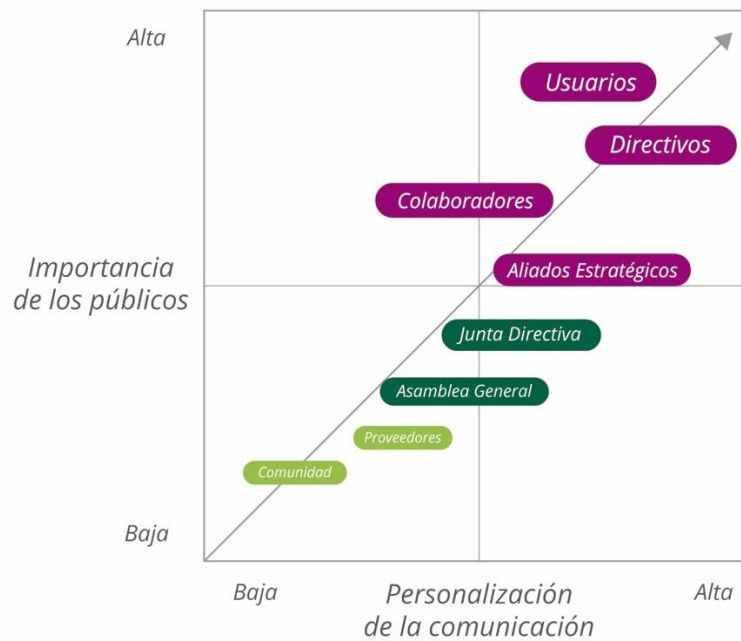 Alta
Usuarios
Directivos
Colaboradores
Importancia
de los públicos
Aliados Estratégicos
Junta Directiva
Asamblea General
Proveedores
Comunidad
Baja
Baja
Personalización
de la comunicación
Alta